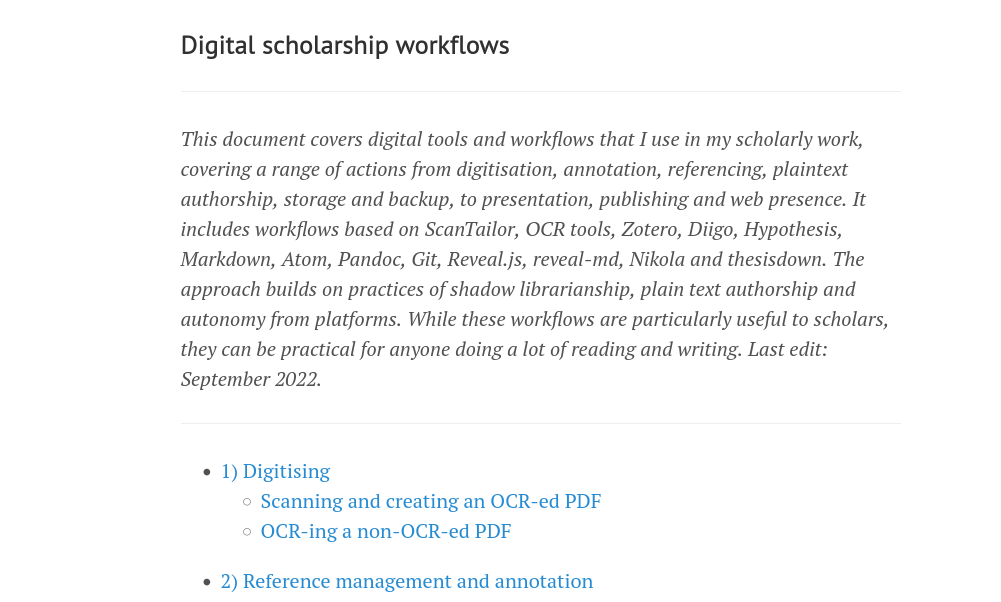 Digital scholarship workflows
This document covers digital tools and workflows that I use in my scholarly work,
covering a range of actions from digitisation, annotation, referencing, plaintext
authorship, storage and backup, to presentation, publishing and web presence. It
includes workflows based on ScanTailor, OCR tools, Zotero, Diigo, Hypothesis,
Markdown, Atom, Pandoc, Git, Reveal.js, reveal-md, Nikola and thesisdown. The
approach builds on practices of shadow librarianship, plain text authorship and
autonomy from platforms. While these workflows are particularly useful to scholars,
they can be practical for anyone doing a lot of reading and writing. Last edit:
September 2022.
• 1) Digitising
◦ Scanning and creating an OCR-ed PDF
◦ OCR-ing a non-OCR-ed PDF
• 2) Reference management and annotation